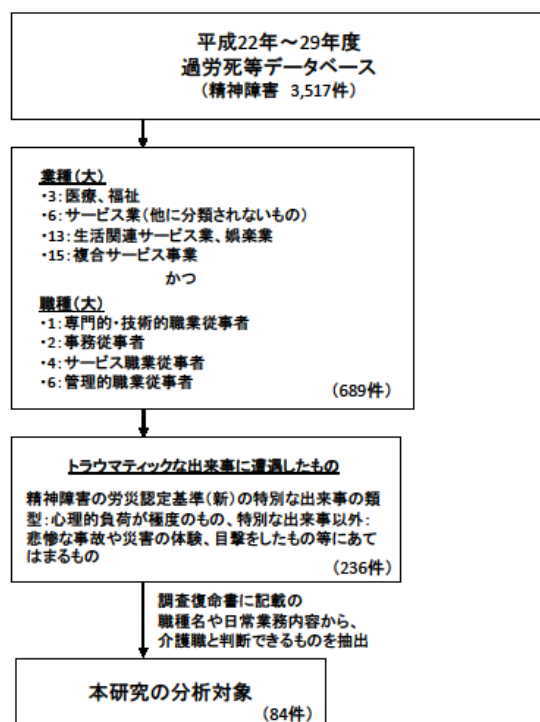 平成22年～29年度
過労死等データベース
（精神障害 3,517件）
業種（大）
・3：医療、福祉
・6：サービス業（他に分類されないもの）
・13：生活関連サービス業、娯楽業
・15：複合サービス事業
かつ
職種（大）
・1：専門的・技術的職業従事者
・2：事務従事者
・4：サービス職業従事者
・6：管理的職業従事者
（689件）
トラウマティックな出来事に遭遇したもの
精神障害の労災認定基準（新）の特別な出来事の類
型：心理的負荷が極度のもの、特別な出来事以外：
悲惨な事故や災害の体験、目撃をしたもの等にあて
はまるもの
（236件）
調査復命書に記載の
職種名や日常業務内容から、
介護職と判断できるものを抽出
本研究の分析対象
（84件）